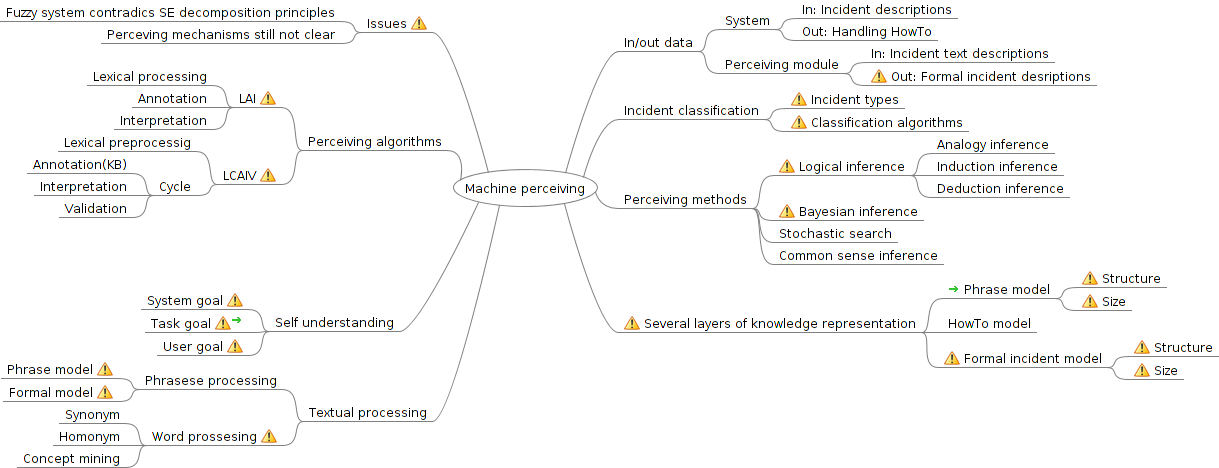 Machine perceiving
Issues
Fuzzy system contradics SE decomposition principles
Perceving mechanisms still not clear
Perceiving algorithms
LAI
Lexical processing
Annotation
Interpretation
LCAIV
Lexical preprocessig
Cycle
Annotation(KB)
Interpretation
Validation
Self understanding
System goal
Task goal
User goal
Textual processing
Phrasese processing
Phrase model
Formal model
Word prossesing
Synonym
Homonym
Concept mining
In/out data
System
In: Incident descriptions
Out: Handling HowTo
Perceiving module
In: Incident text descriptions
Out: Formal incident desriptions
Incident classification
Incident types
Classification algorithms
Perceiving methods
Logical inference
Analogy inference
Induction inference
Deduction inference
Bayesian inference
Stochastic search
Common sense inference
Several layers of knowledge representation
Phrase model
Structure
Size
HowTo model
Formal incident model
Structure
Size